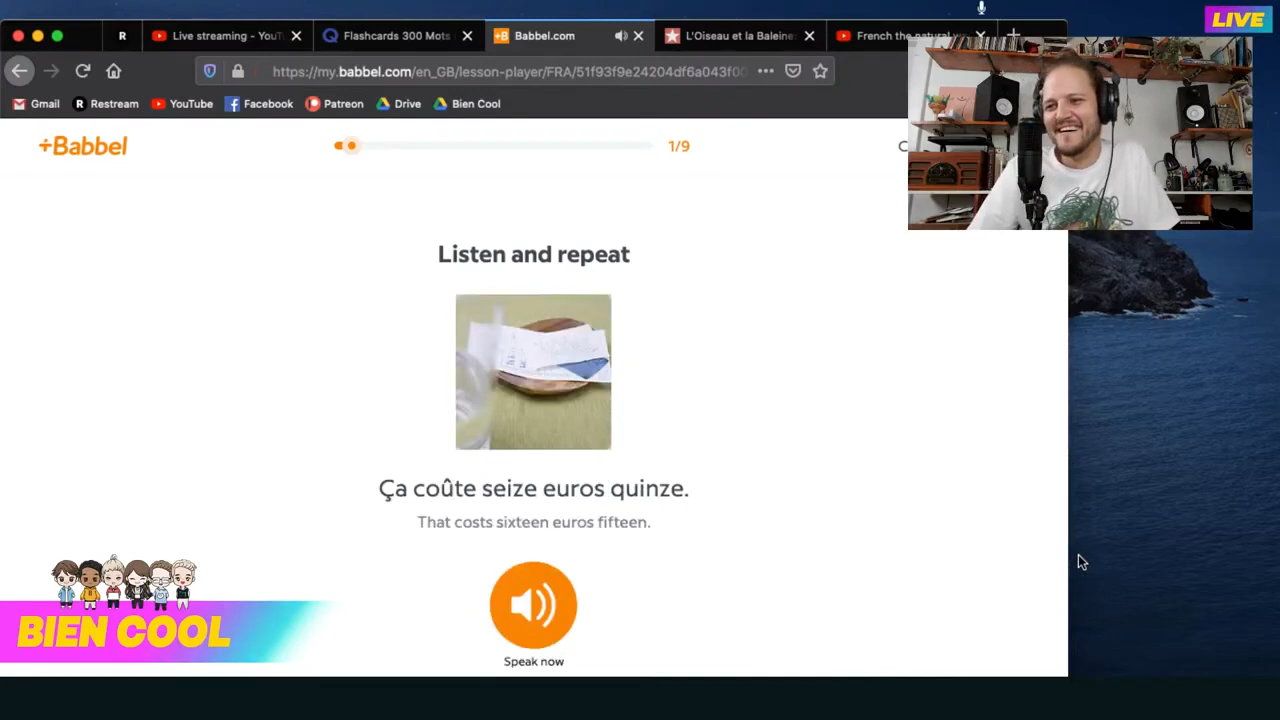 LIVE
R
Live streaming - YouT
Flashcards 300 Mots
Babbel.com
L'Oiseau et la Baleine
French the natural w
https://my.babbel.com/en_GB/lesson-player/FRA/51f93f9e24204df6a043f00
Gmail
Restream
YouTube
Facebook
Patreon
Drive
Bien Cool
+Babbel
1/9
Listen and repeat
Ça coûte seize euros quinze.
That costs sixteen euros fifteen.
BIEN COOL
Speak now